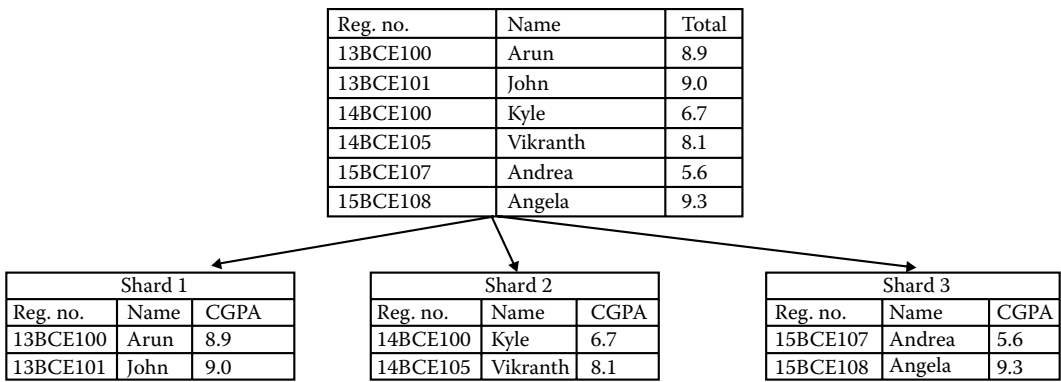 Reg. no. Name Total
13BCE100 Arun 8.9
13BCE101 John 9.0
14BCE100 Kyle 6.7
14BCE105 Vikranth 8.1
15BCE107 Andrea 5.6
15BCE108 Angela 9.3
Shard 1
Reg. no. Name CGPA
13BCE100 Arun 8.9
13BCE101 John 9.0
Shard 2
Reg. no. Name CGPA
14BCE100 Kyle 6.7
14BCE105 Vikranth 8.1
Shard 3
Reg. no. Name CGPA
15BCE107 Andrea 5.6
15BCE108 Angela 9.3